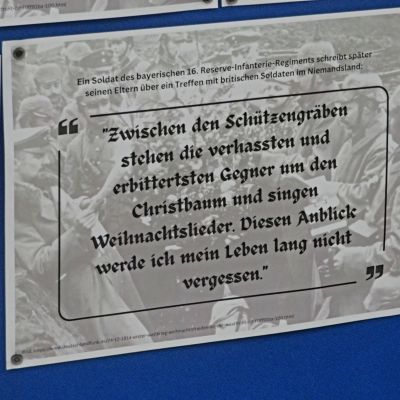 Ein Soldat des bayerischen 16. Reserve-Infanterie-Regiments schreibt später
seinen Eltern über ein Treffen mit britischen Soldaten im Niemandsland:
"Zwischen den Schützengräben
stehen die verhassten und
erbittertsten Gegner um den
Christbaum und singen
Weihnachtslieder. Diesen Anblick
werde ich mein Leben lang nicht
vergessen."